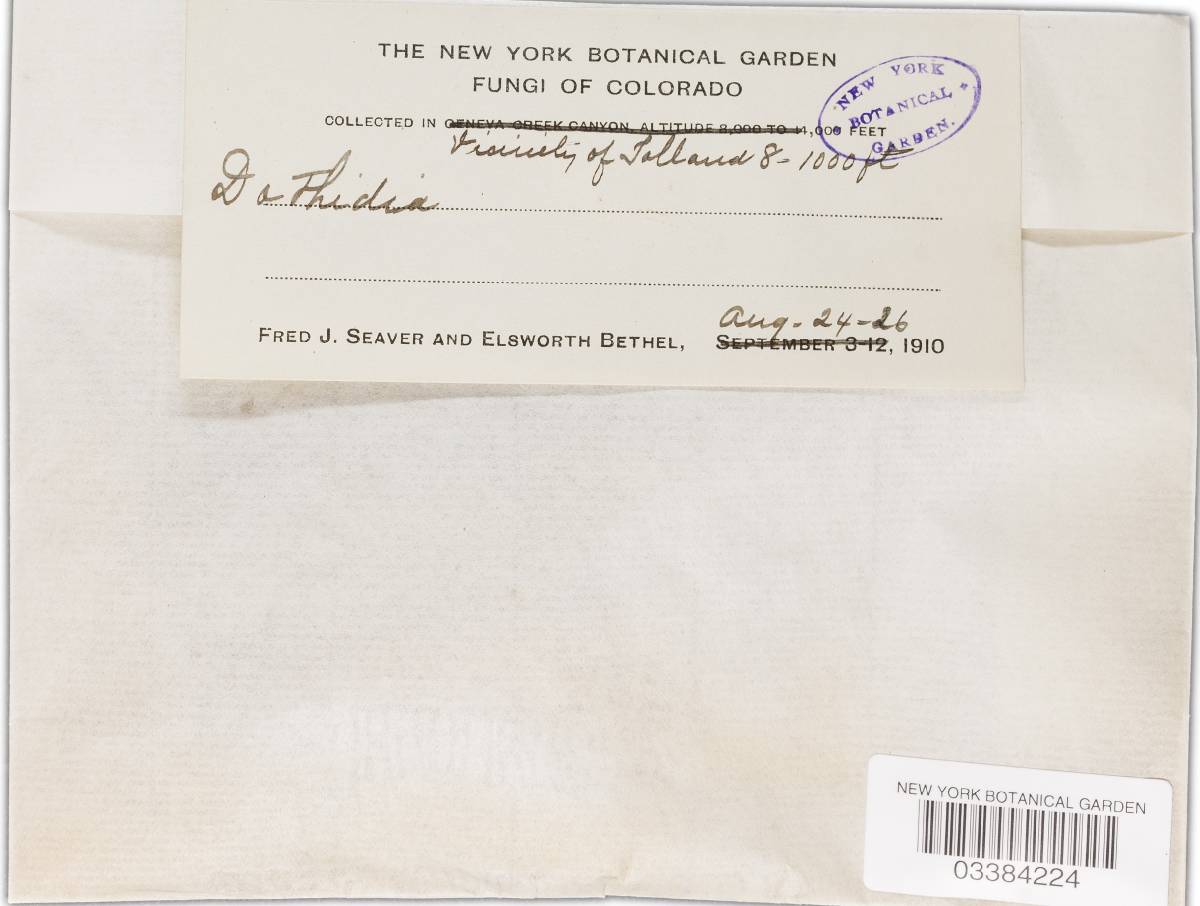 THE NEW YORK BOTANICAL GARDEN
FUNGI OF COLORADO
COLLECTED IN GENEVA CREEK CANYON, ALTITUDE 8,000 TO 14,000 FEET
Vicinity of Tolland 8-1000 ft
Dothidia
FRED J. SEAVER AND ELSWORTH BETHEL, SEPTEMBER 3-12, 1910
Aug. 24-26
NEW YORK
BOTANICAL
GARDEN.
NEW YORK BOTANICAL GARDEN
03384224